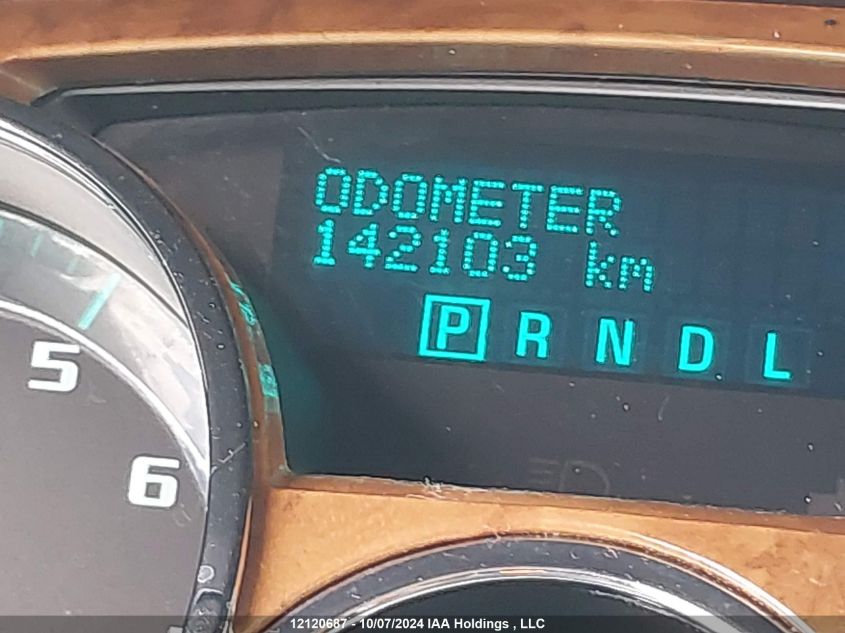 ODOMETER
142103 km
P R N D L
5
6
12120687 - 10/07/2024 IAA Holdings , LLC